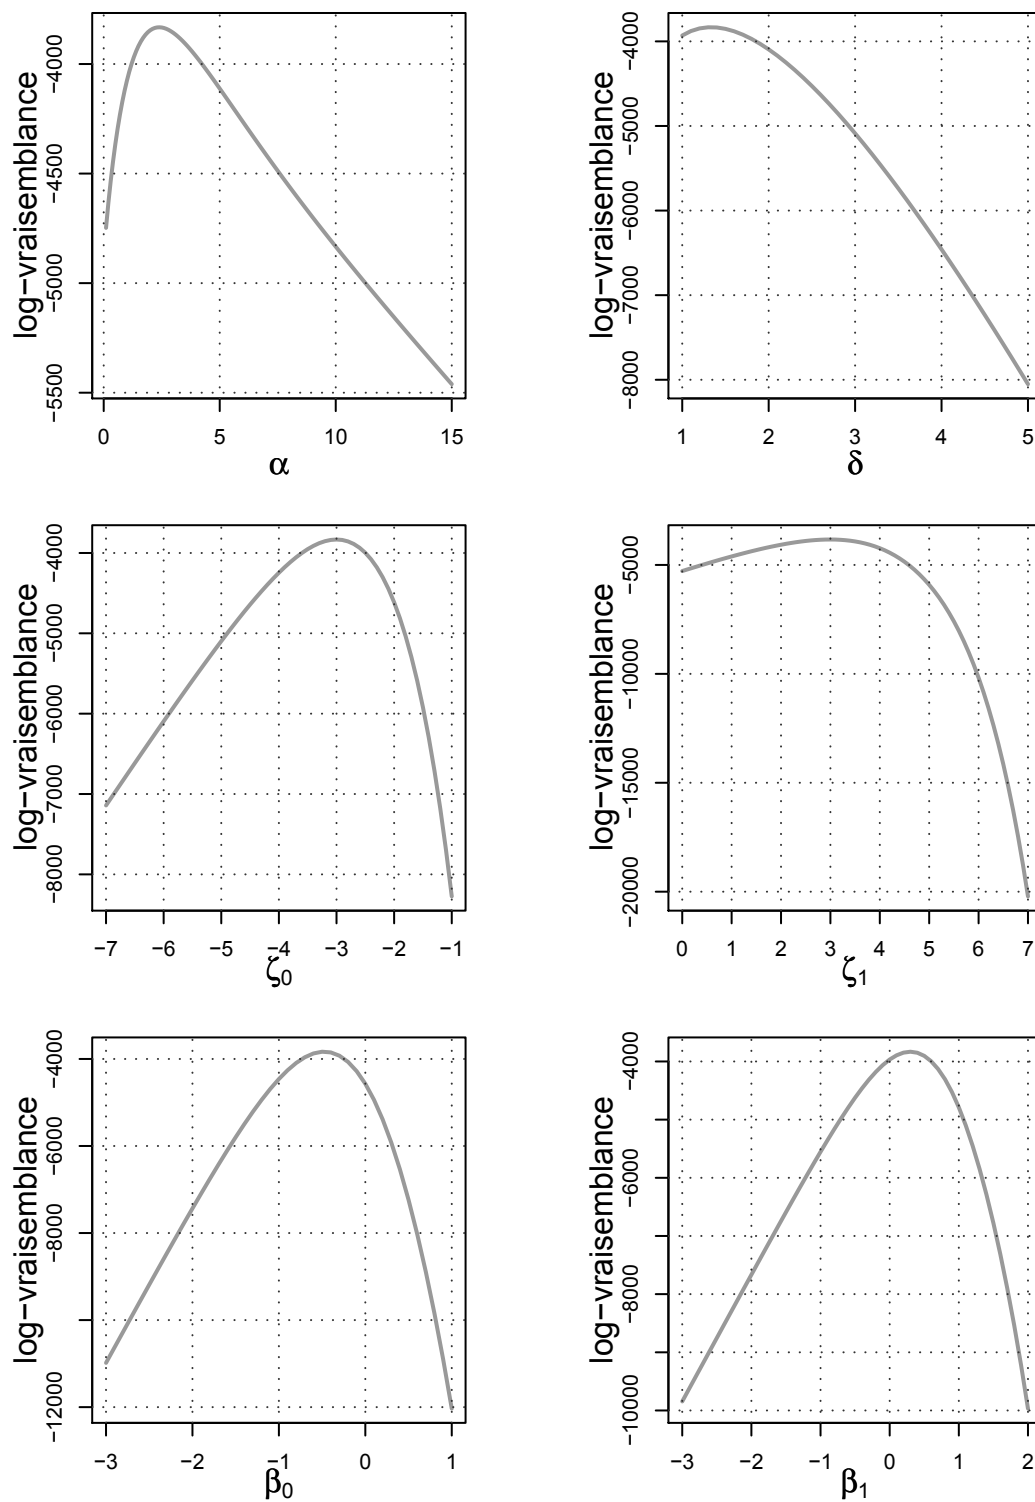 log−vraisemblance
−4000
−4500
−5000
−5500
0 5 10 15
α
log−vraisemblance
−4000
−5000
−6000
−7000
−8000
1 2 3 4 5
δ
log−vraisemblance
−4000
−5000
−6000
−7000
−8000
−7 −6 −5 −4 −3 −2 −1
ζ0
log−vraisemblance
−5000
−10000
−15000
−20000
0 1 2 3 4 5 6 7
ζ1
log−vraisemblance
−4000
−6000
−8000
−12000
−3 −2 −1 0 1
β0
log−vraisemblance
−4000
−6000
−8000
−10000
−3 −2 −1 0 1 2
β1